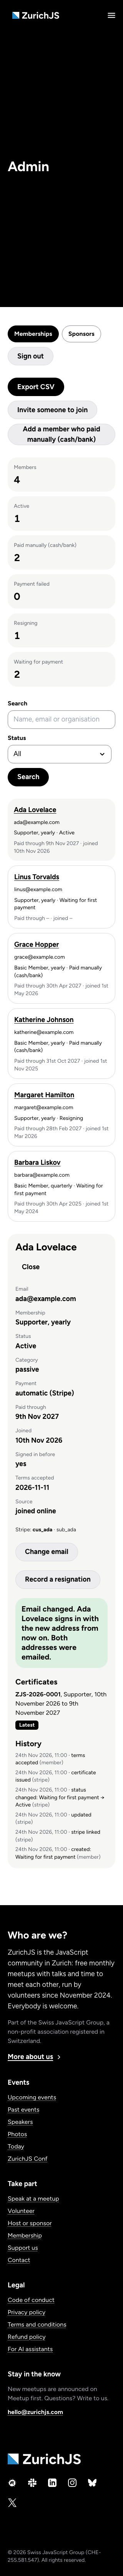 ZurichJS
Admin
Memberships
Sponsors
Sign out
Export CSV
Invite someone to join
Add a member who paid
manually (cash/bank)
Members
4
Active
1
Paid manually (cash/bank)
2
Payment failed
0
Resigning
1
Waiting for payment
2
Search
Name, email or organisation
Status
All
Search
Ada Lovelace
ada@example.com
Supporter, yearly · Active
Paid through 9th Nov 2027 · joined
10th Nov 2026
Linus Torvalds
linus@example.com
Supporter, yearly · Waiting for first
payment
Paid through – · joined –
Grace Hopper
grace@example.com
Basic Member, yearly · Paid manually
(cash/bank)
Paid through 30th Apr 2027 · joined 1st
May 2026
Katherine Johnson
katherine@example.com
Basic Member, yearly · Paid manually
(cash/bank)
Paid through 31st Oct 2027 · joined 1st
Nov 2025
Margaret Hamilton
margaret@example.com
Supporter, yearly · Resigning
Paid through 28th Feb 2027 · joined 1st
Mar 2026
Barbara Liskov
barbara@example.com
Basic Member, quarterly · Waiting for
first payment
Paid through 30th Apr 2025 · joined 1st
May 2024
Ada Lovelace
Close
Email
ada@example.com
Membership
Supporter, yearly
Status
Active
Category
passive
Payment
automatic (Stripe)
Paid through
9th Nov 2027
Joined
10th Nov 2026
Signed in before
yes
Terms accepted
2026-11-11
Source
joined online
Stripe: cus_ada · sub_ada
Change email
Record a resignation
Email changed. Ada
Lovelace signs in with
the new address from
now on. Both
addresses were
emailed.
Certificates
ZJS-2026-0001, Supporter, 10th
November 2026 to 9th
November 2027
Latest
History
24th Nov 2026, 11:00 · terms
accepted (member)
24th Nov 2026, 11:00 · certificate
issued (stripe)
24th Nov 2026, 11:00 · status
changed: Waiting for first payment →
Active (stripe)
24th Nov 2026, 11:00 · updated
(stripe)
24th Nov 2026, 11:00 · stripe linked
(stripe)
24th Nov 2026, 11:00 · created:
Waiting for first payment (member)
Who are we?
ZurichJS is the JavaScript
community in Zurich: free monthly
meetups with talks and time to
meet each other, run by
volunteers since November 2024.
Everybody is welcome.
Part of the Swiss JavaScript Group, a
non-profit association registered in
Switzerland.
More about us
Events
Upcoming events
Past events
Speakers
Photos
Today
ZurichJS Conf
Take part
Speak at a meetup
Volunteer
Host or sponsor
Membership
Support us
Contact
Legal
Code of conduct
Privacy policy
Terms and conditions
Refund policy
For AI assistants
Stay in the know
New meetups are announced on
Meetup first. Questions? Write to us.
hello@zurichjs.com
ZurichJS
© 2026 Swiss JavaScript Group (CHE-
255.581.547). All rights reserved.